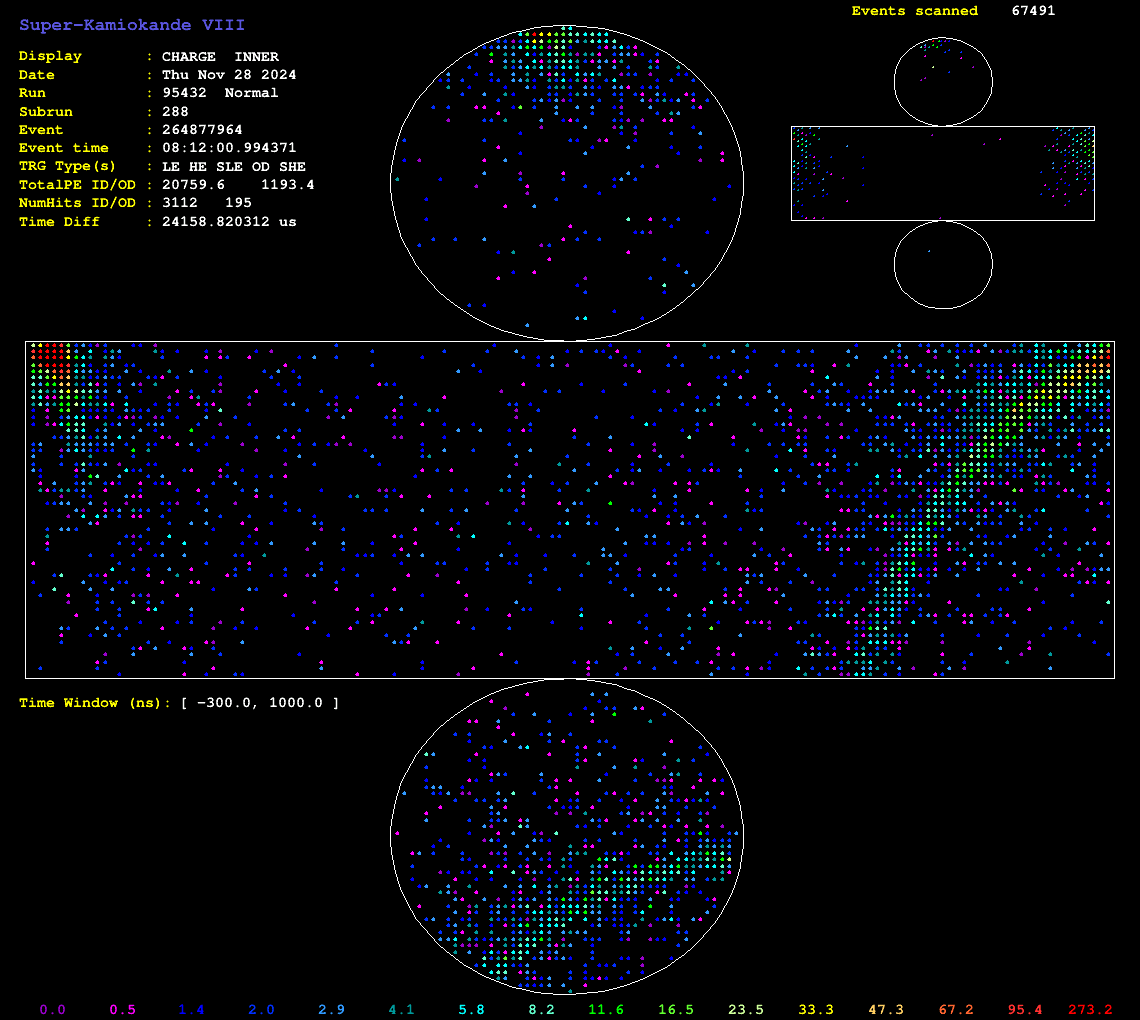 Super-Kamiokande VIII
Events scanned 67491
Display : CHARGE INNER
Date : Thu Nov 28 2024
Run : 95432 Normal
Subrun : 288
Event : 264877964
Event time : 08:12:00.994371
TRG Type(s) : LE HE SLE OD SHE
TotalPE ID/OD : 20759.6 1193.4
NumHits ID/OD : 3112 195
Time Diff : 24158.820312 us
Time Window (ns): [ -300.0, 1000.0 ]
0.0 0.5 1.4 2.0 2.9 4.1 5.8 8.2 11.6 16.5 23.5 33.3 47.3 67.2 95.4 273.2